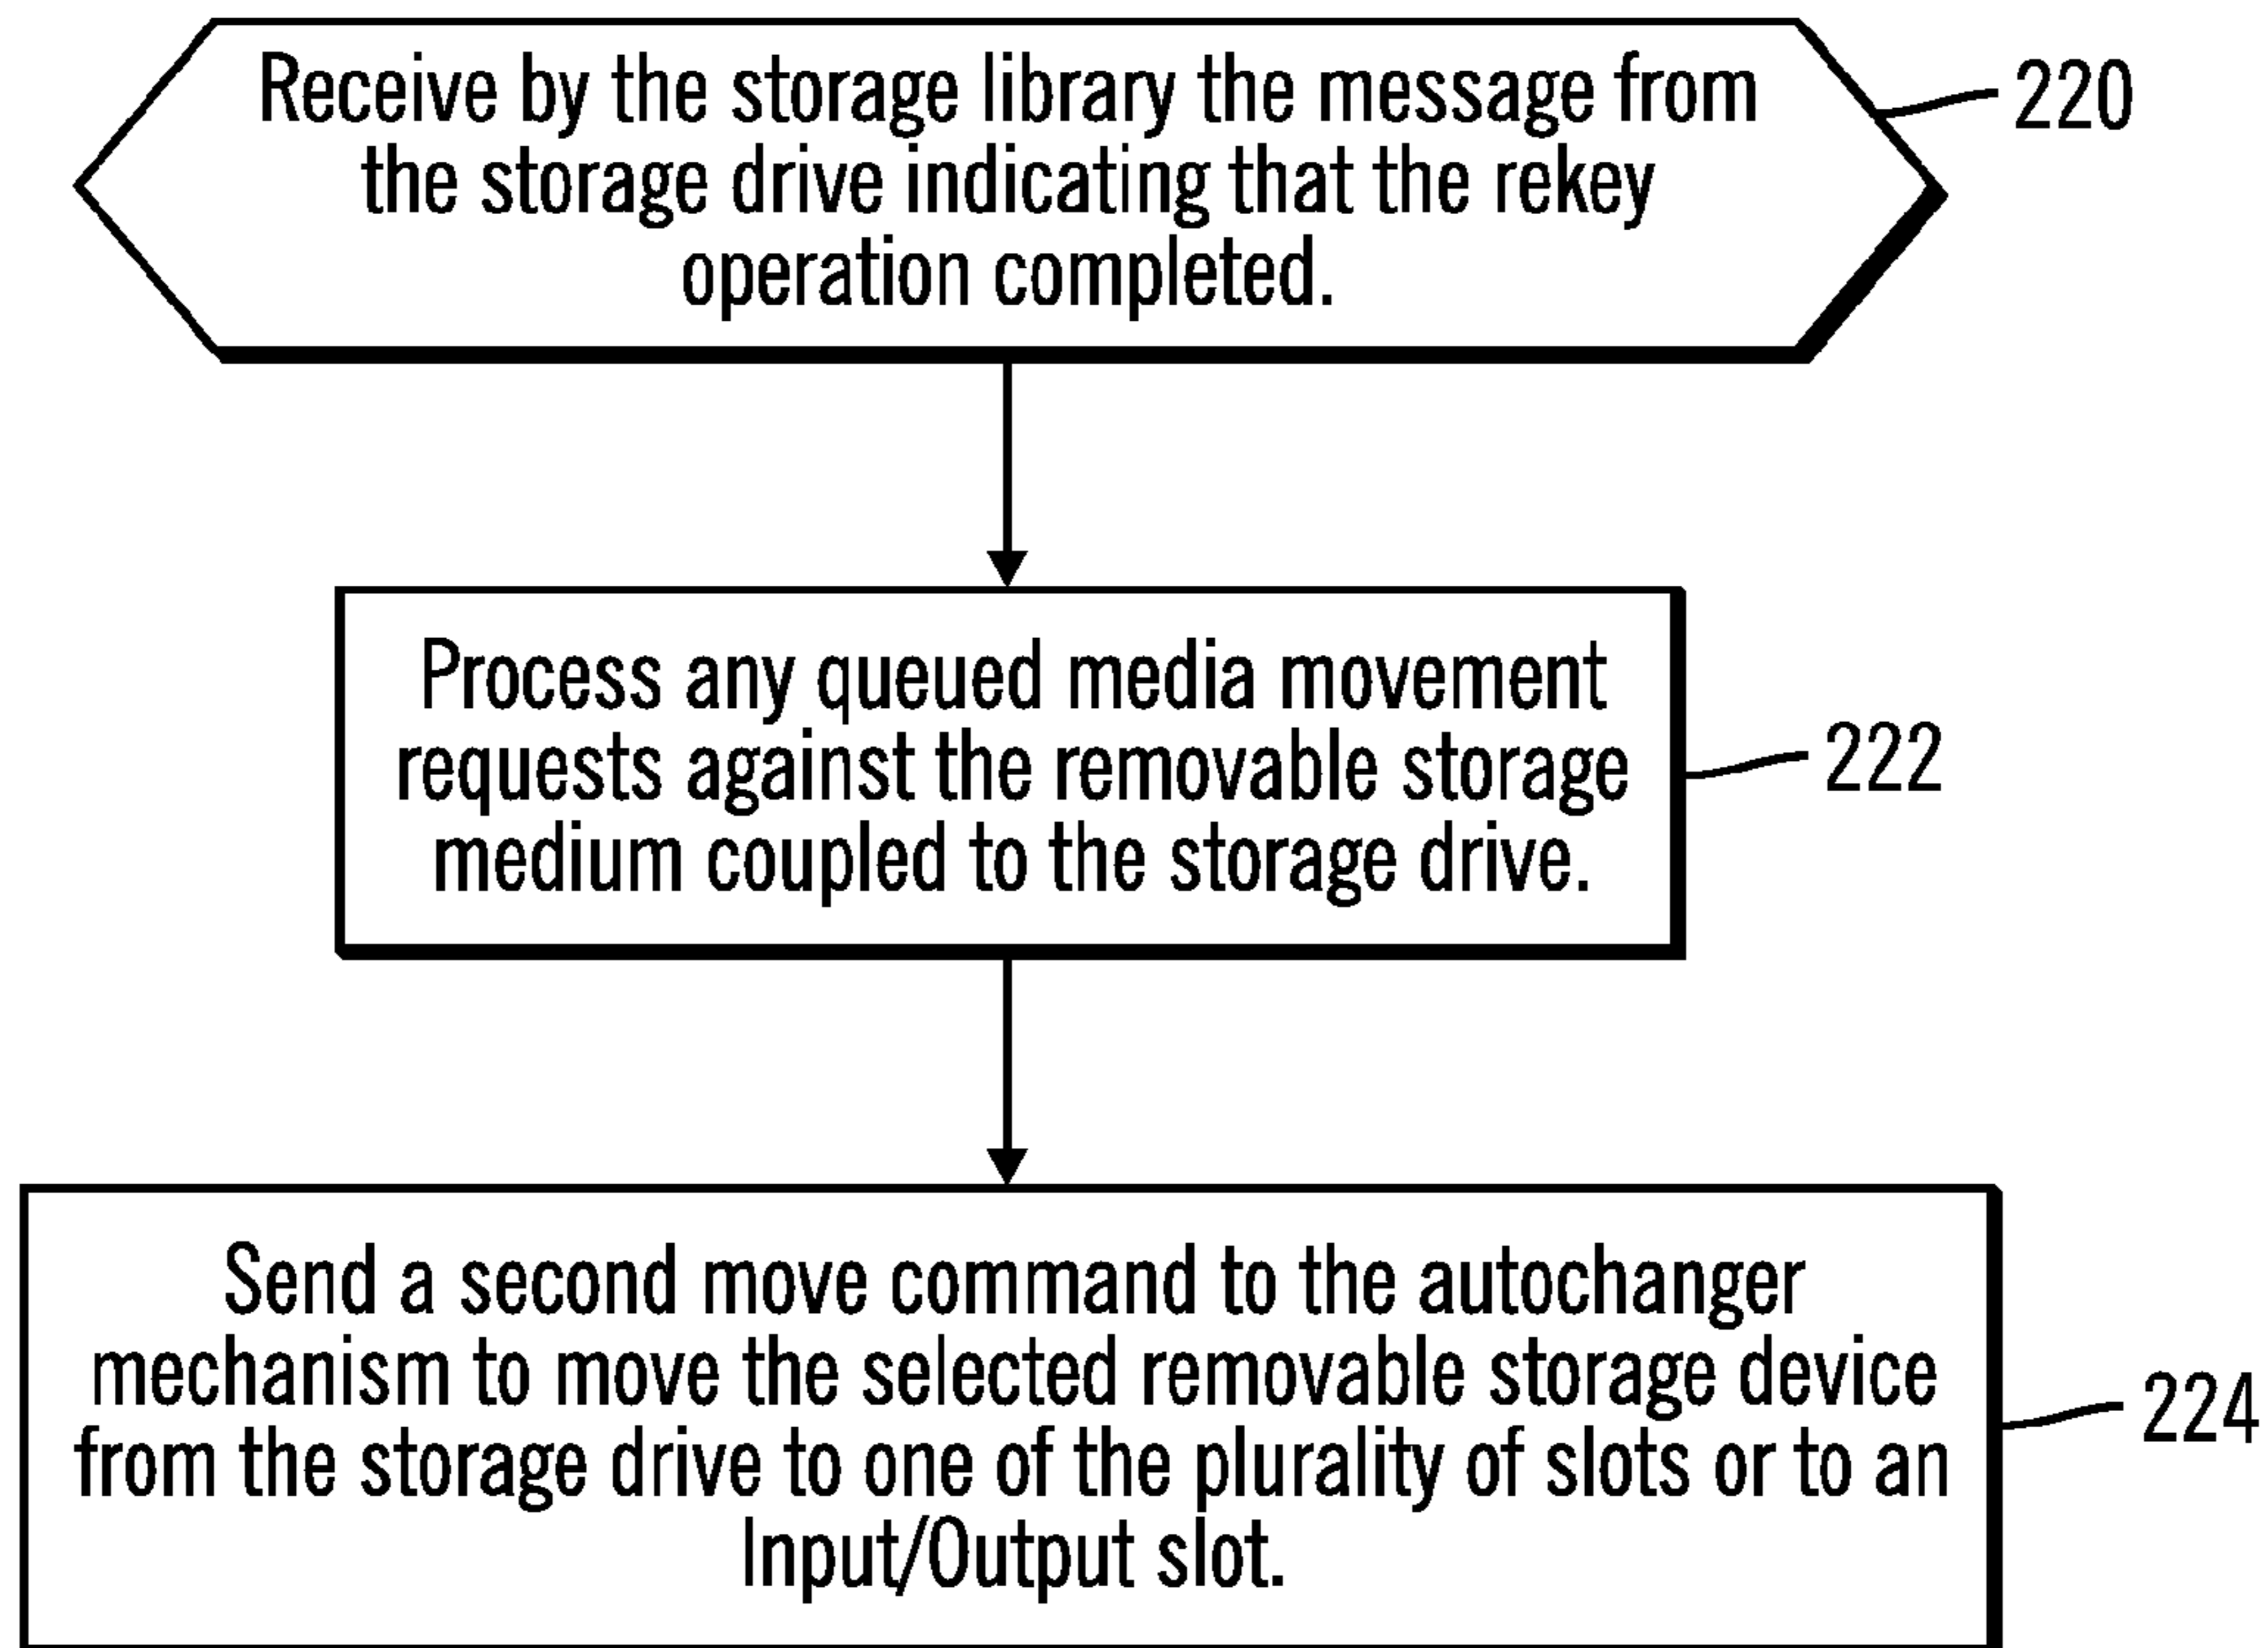 Receive by the storage library the message from
the storage drive indicating that the rekey
operation completed.
220
Process any queued media movement
requests against the removable storage
medium coupled to the storage drive.
222
Send a second move command to the autochanger
mechanism to move the selected removable storage device
from the storage drive to one of the plurality of slots or to an
Input/Output slot.
224